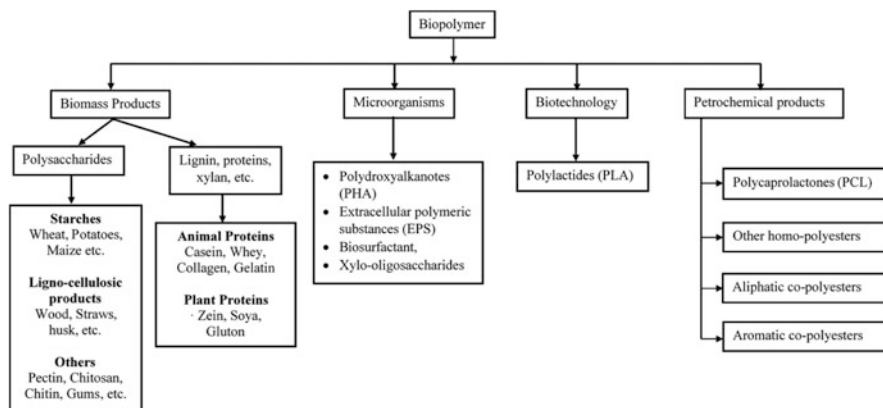 Biopolymer
Biomass Products
Microorganisms
Biotechnology
Petrochemical products
Polysaccharides
Lignin, proteins,
xylan, etc.
Starches
Wheat, Potatoes,
Maize etc.
Ligno-cellulosic
products
Wood, Straws,
husk, etc.
Others
Pectin, Chitosan,
Chitin, Gums, etc.
Animal Proteins
Casein, Whey,
Collagen, Gelatin
Plant Proteins
· Zein, Soya,
Gluton
• Polydroxyalkanotes
(PHA)
• Extracellular polymeric
substances (EPS)
• Biosurfactant,
• Xylo-oligosaccharides
Polylactides (PLA)
Polycaprolactones (PCL)
Other homo-polyesters
Aliphatic co-polyesters
Aromatic co-polyesters